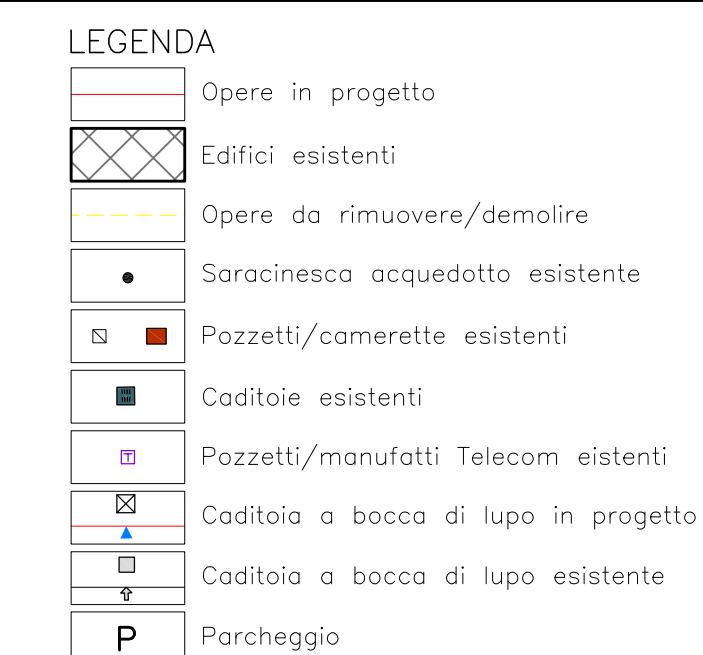 LEGENDA
Opere in progetto
Edifici esistenti
Opere da rimuovere/demolire
Saracinesca acquedotto esistente
Pozzetti/camerette esistenti
Caditoie esistenti
T Pozzetti/manufatti Telecom eistenti
Caditoia a bocca di lupo in progetto
Caditoia a bocca di lupo esistente
P Parcheggio